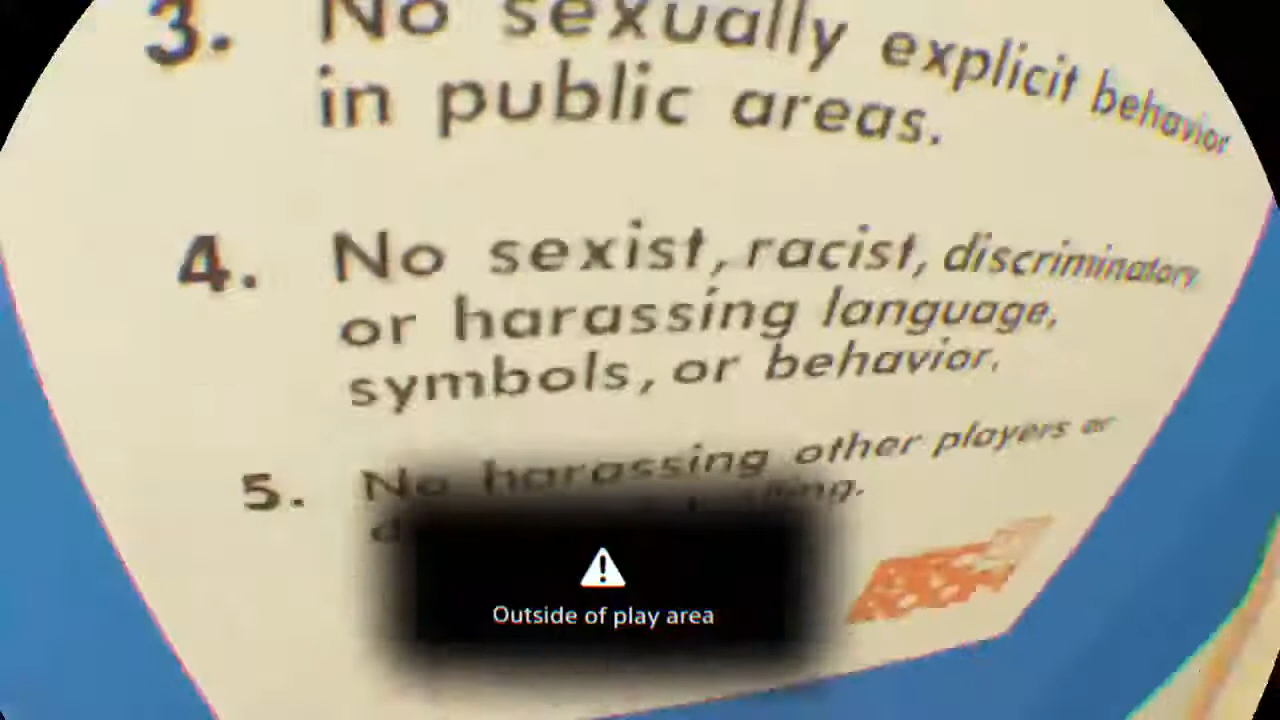 3. No sexually explicit behavior
in public areas.
4. No sexist, racist, discriminatory
or harassing language,
symbols, or behavior.
5. No harassing other players or
Outside of play area